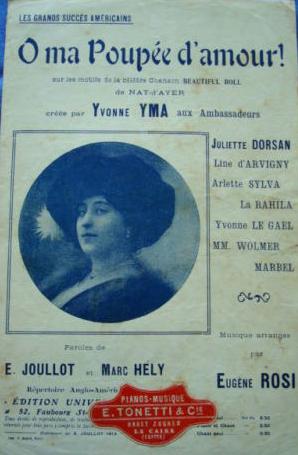 LES GRANDS SUCCÈS AMÉRICAINS
O ma Poupée d'amour!
sur les motifs de la célèbre Chanson BEAUTIFUL DOLL
de NAT-D'AYER
créée par YVONNE YMA aux Ambassadeurs
JULIETTE DORSAN
Line d'ARVIGNY
Arlette SYLVA
La RAHILA
Yvonne LE GAEL
MM. WOLMER
MARBEL
Paroles de
E. JOULLOT et MARC HÉLY
Musique arrangée
par
EUGÈNE ROSI
Répertoire Anglo-Améri
ÉDITION UNIV
52, Faubourg St
PIANOS-MUSIQUE
E. TONETTI & Cie
LE CAIRE
(EGYPTE)